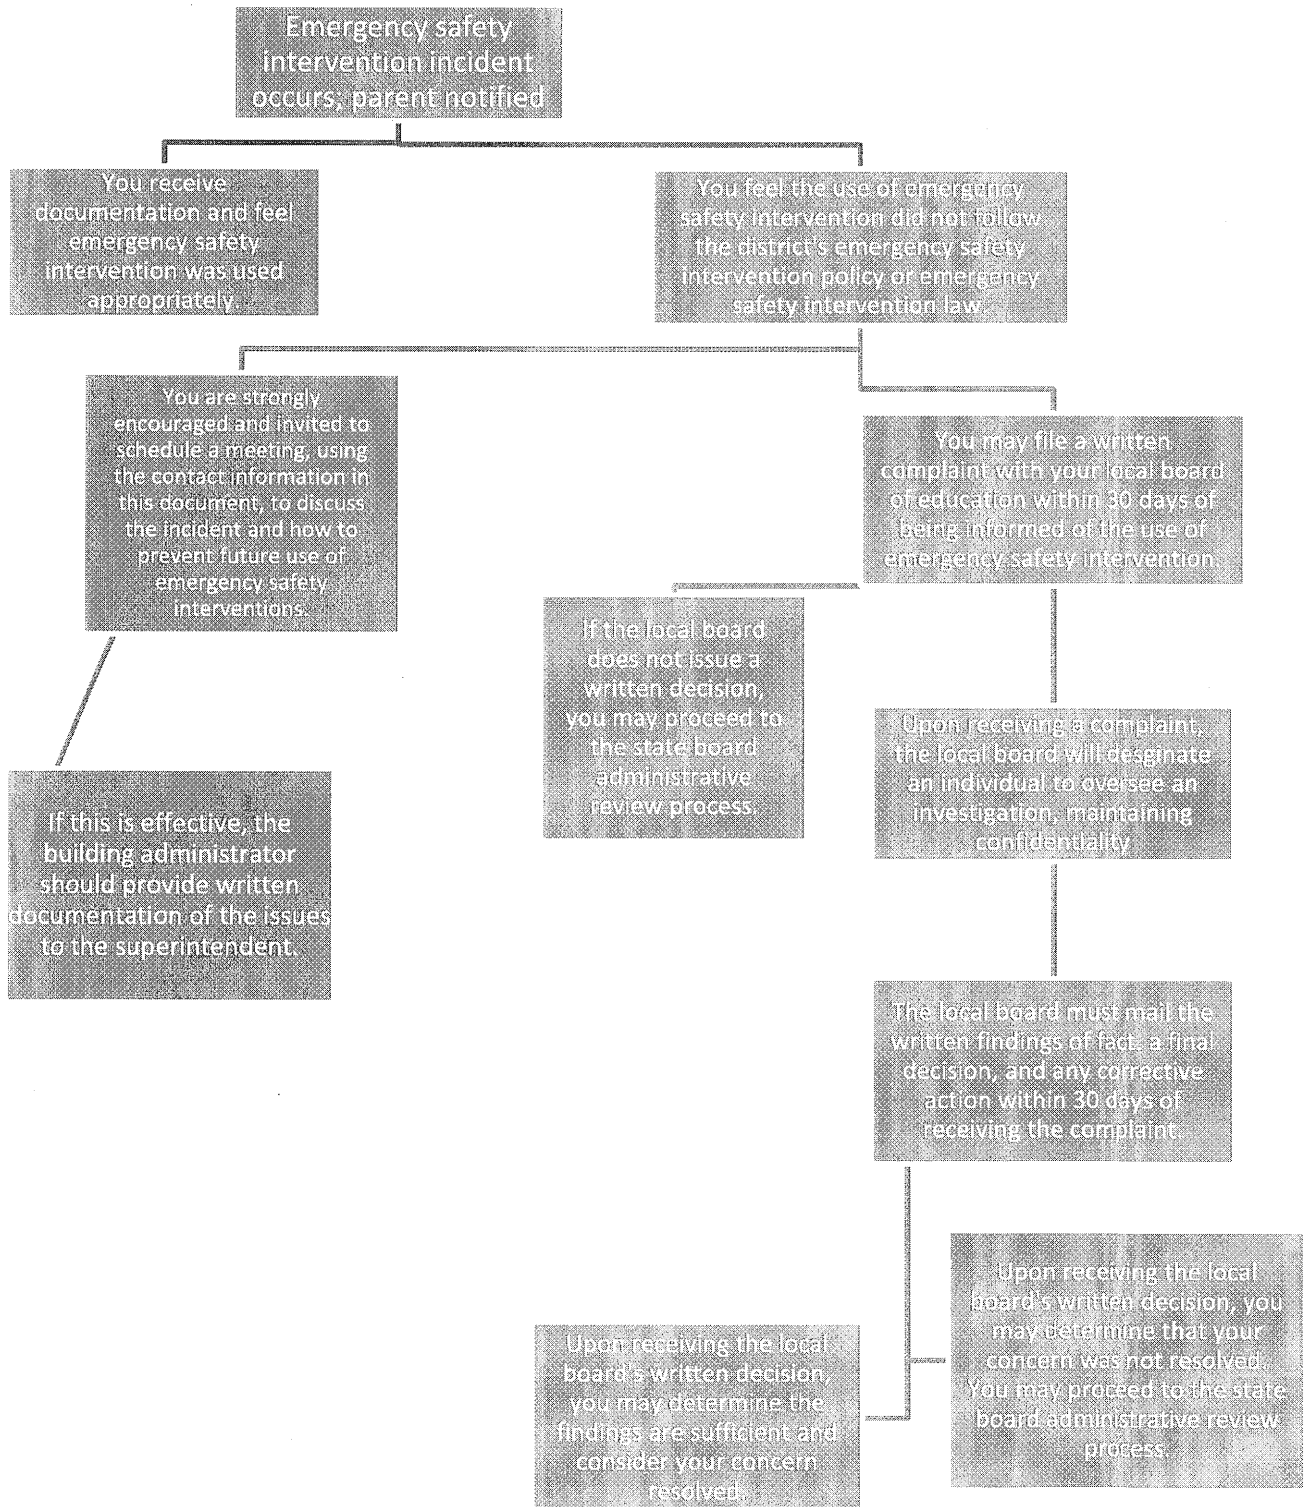 Emergency safety
intervention incident
occurs; parent notified
You receive
documentation and feel
emergency safety
intervention was used
appropriately.
You feel the use of emergency
safety intervention did not follow
the district's emergency safety
intervention policy or emergency
safety intervention law.
You are strongly
encouraged and invited to
schedule a meeting, using
the contact information in
this document, to discuss
the incident and how to
prevent future use of
emergency safety
interventions.
You may file a written
complaint with your local board
of education within 30 days of
being informed of the use of
emergency safety intervention
If the local board
does not issue a
written decision,
you may proceed to
the state board
administrative
review process.
Upon receiving a complaint,
the local board will desginate
an individual to oversee an
investigation, maintaining
confidentiality
If this is effective, the
building administrator
should provide written
documentation of the issues
to the superintendent.
The local board must mail the
written findings of fact, a final
decision, and any corrective
action within 30 days of
receiving the complaint.
Upon receiving the local
board's written decision, you
may determine that your
concern was not resolved.
You may proceed to the state
board administrative review
process.
Upon receiving the local
board's written decision,
you may determine the
findings are sufficient and
consider your concern
resolved.